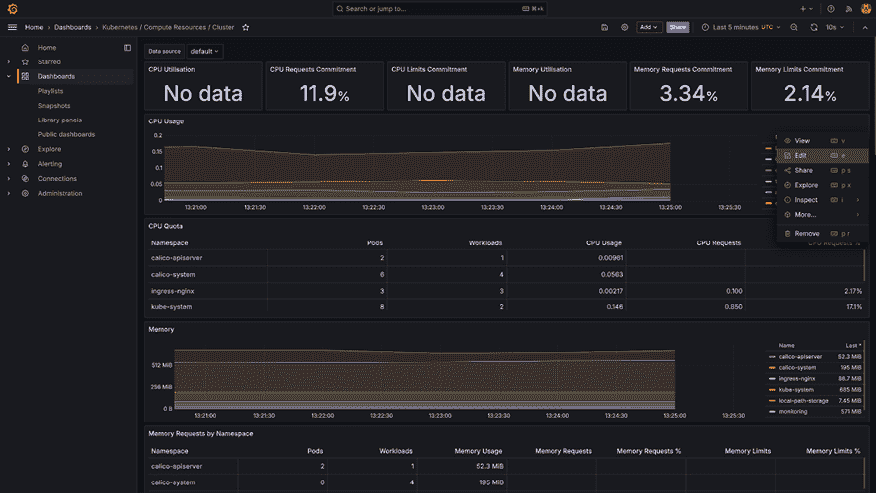 Search or jump to...
⌘+k
Home › Dashboards › Kubernetes / Compute Resources / Cluster
Add
Share
Last 5 minutes UTC
10s
Home
Starred
Dashboards
Playlists
Snapshots
Library panels
Public dashboards
Explore
Alerting
Connections
Administration
Data source default
CPU Utilisation
No data
CPU Requests Commitment
11.9%
CPU Limits Commitment
No data
Memory Utilisation
No data
Memory Requests Commitment
3.34%
Memory Limits Commitment
2.14%
CPU Usage
0.2
0.15
0.1
0.05
0
13:21:00 13:21:30 13:22:00 13:22:30 13:23:00 13:23:30 13:24:00 13:24:30 13:25:00 13:25:30
View v
Edit e
Share p s
Explore p x
Inspect i
More...
Remove p r
CPU Quota
Namespace Pods Workloads CPU Usage CPU Requests CPU Requests %
calico-apiserver 2 1 0.00961
calico-system 6 4 0.0563
ingress-nginx 3 3 0.00217 0.100 2.17%
kube-system 8 2 0.146 0.850 17.1%
Memory
512 MiB
256 MiB
0 B
13:21:00 13:21:30 13:22:00 13:22:30 13:23:00 13:23:30 13:24:00 13:24:30 13:25:00 13:25:30
Name Last *
calico-apiserver 52.3 MiB
calico-system 195 MiB
ingress-nginx 88.7 MiB
kube-system 685 MiB
local-path-storage 7.45 MiB
monitoring 571 MiB
Memory Requests by Namespace
Namespace Pods Workloads Memory Usage Memory Requests Memory Requests % Memory Limits Memory Limits %
calico-apiserver 2 1 52.3 MiB
calico-system 4 195 MiB